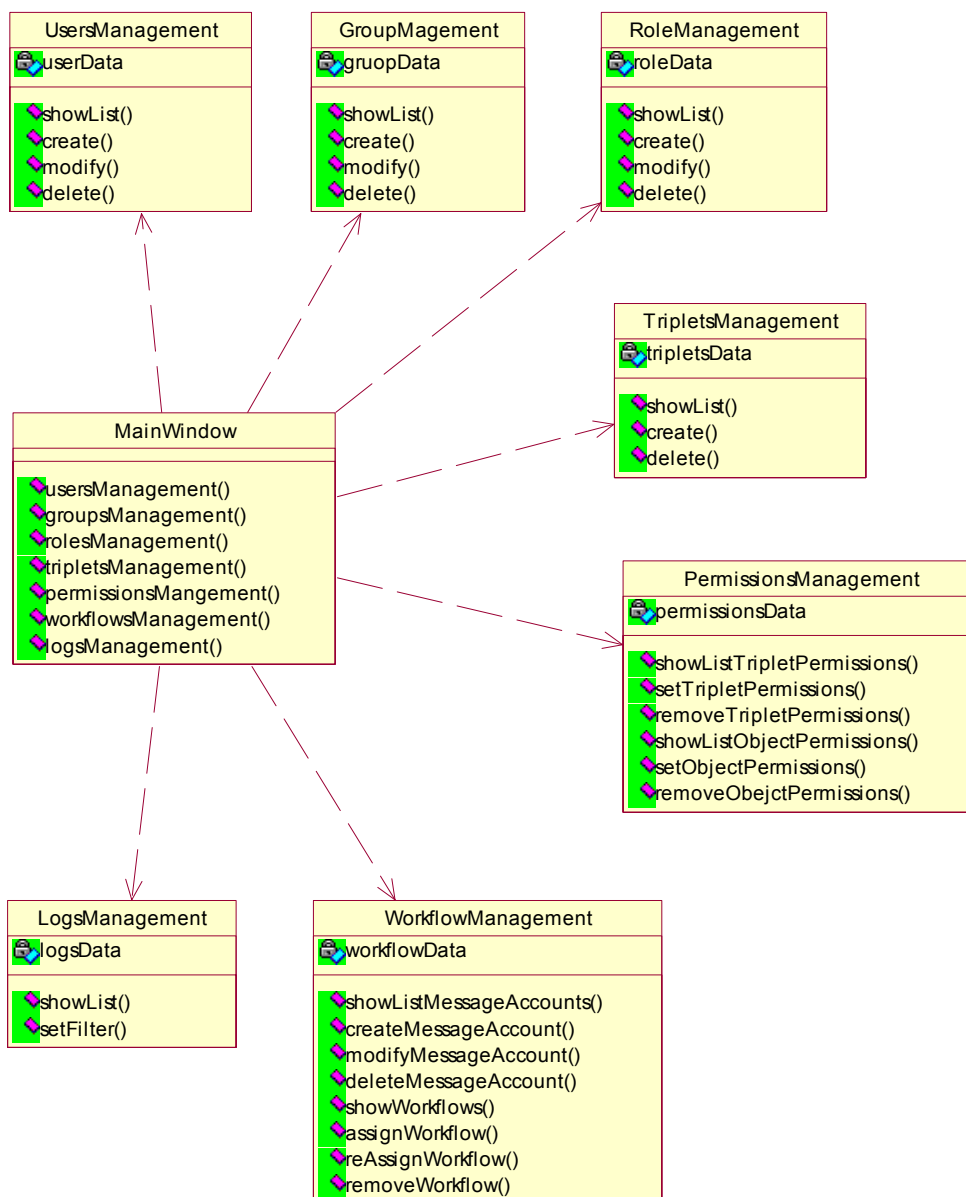 UsersManagement
userData
showList()
create()
modify()
delete()
GroupMagement
gruopData
showList()
create()
modify()
delete()
RoleManagement
roleData
showList()
create()
modify()
delete()
TripletsManagement
tripletsData
showList()
create()
delete()
MainWindow
usersManagement()
groupsManagement()
rolesManagement()
tripletsManagement()
permissionsMangement()
workflowsManagement()
logsManagement()
PermissionsManagement
permissionsData
showListTripletPermissions()
setTripletPermissions()
removeTripletPermissions()
showListObjectPermissions()
setObjectPermissions()
removeObejctPermissions()
LogsManagement
logsData
showList()
setFilter()
WorkflowManagement
workflowData
showListMessageAccounts()
createMessageAccount()
modifyMessageAccount()
deleteMessageAccount()
showWorkflows()
assignWorkflow()
reAssignWorkflow()
removeWorkflow()